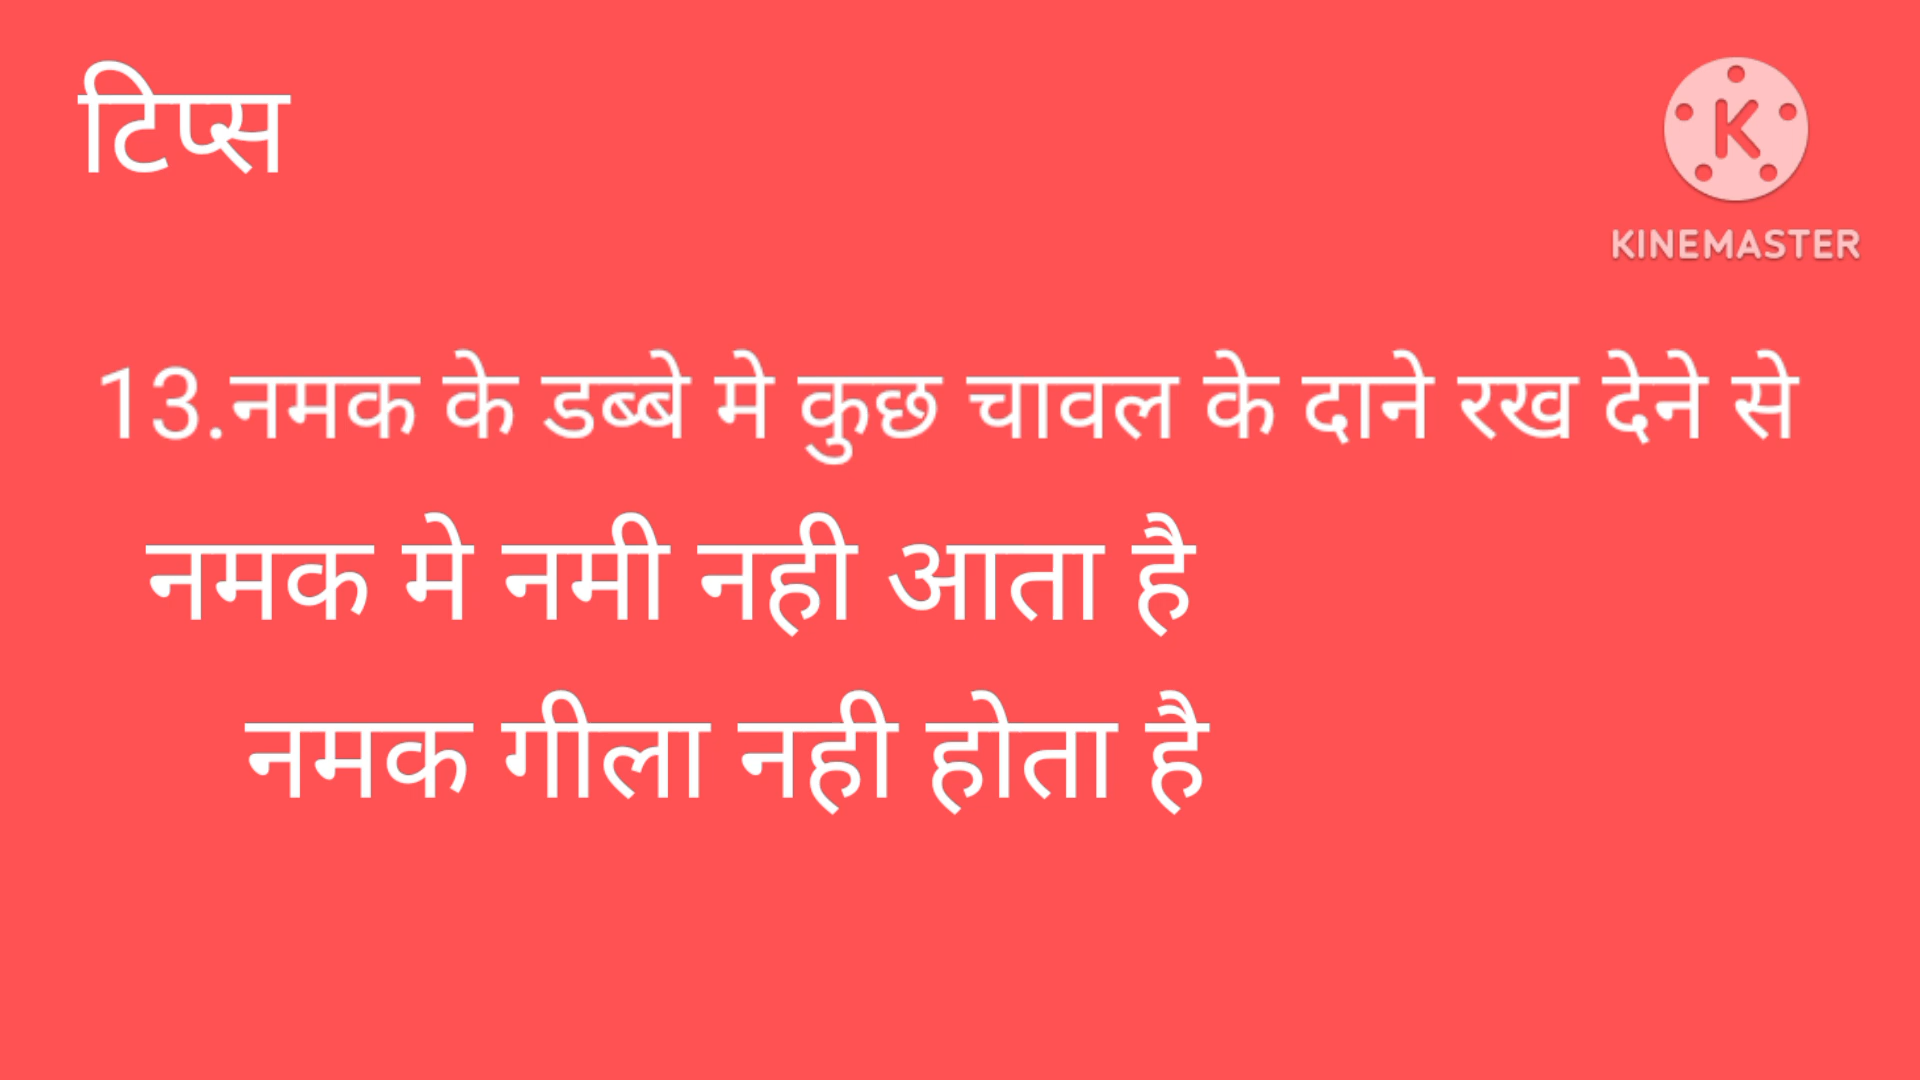 टिप्स
KINEMASTER
13.नमक के डब्बे मे कुछ चावल के दाने रख देने से
नमक मे नमी नही आता है
नमक गीला नही होता है